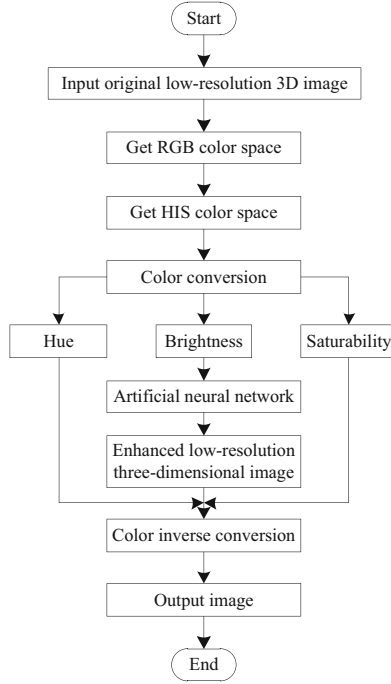 Start
Input original low-resolution 3D image
Get RGB color space
Get HIS color space
Color conversion
Hue
Brightness
Saturability
Artificial neural network
Enhanced low-resolution
three-dimensional image
Color inverse conversion
Output image
End